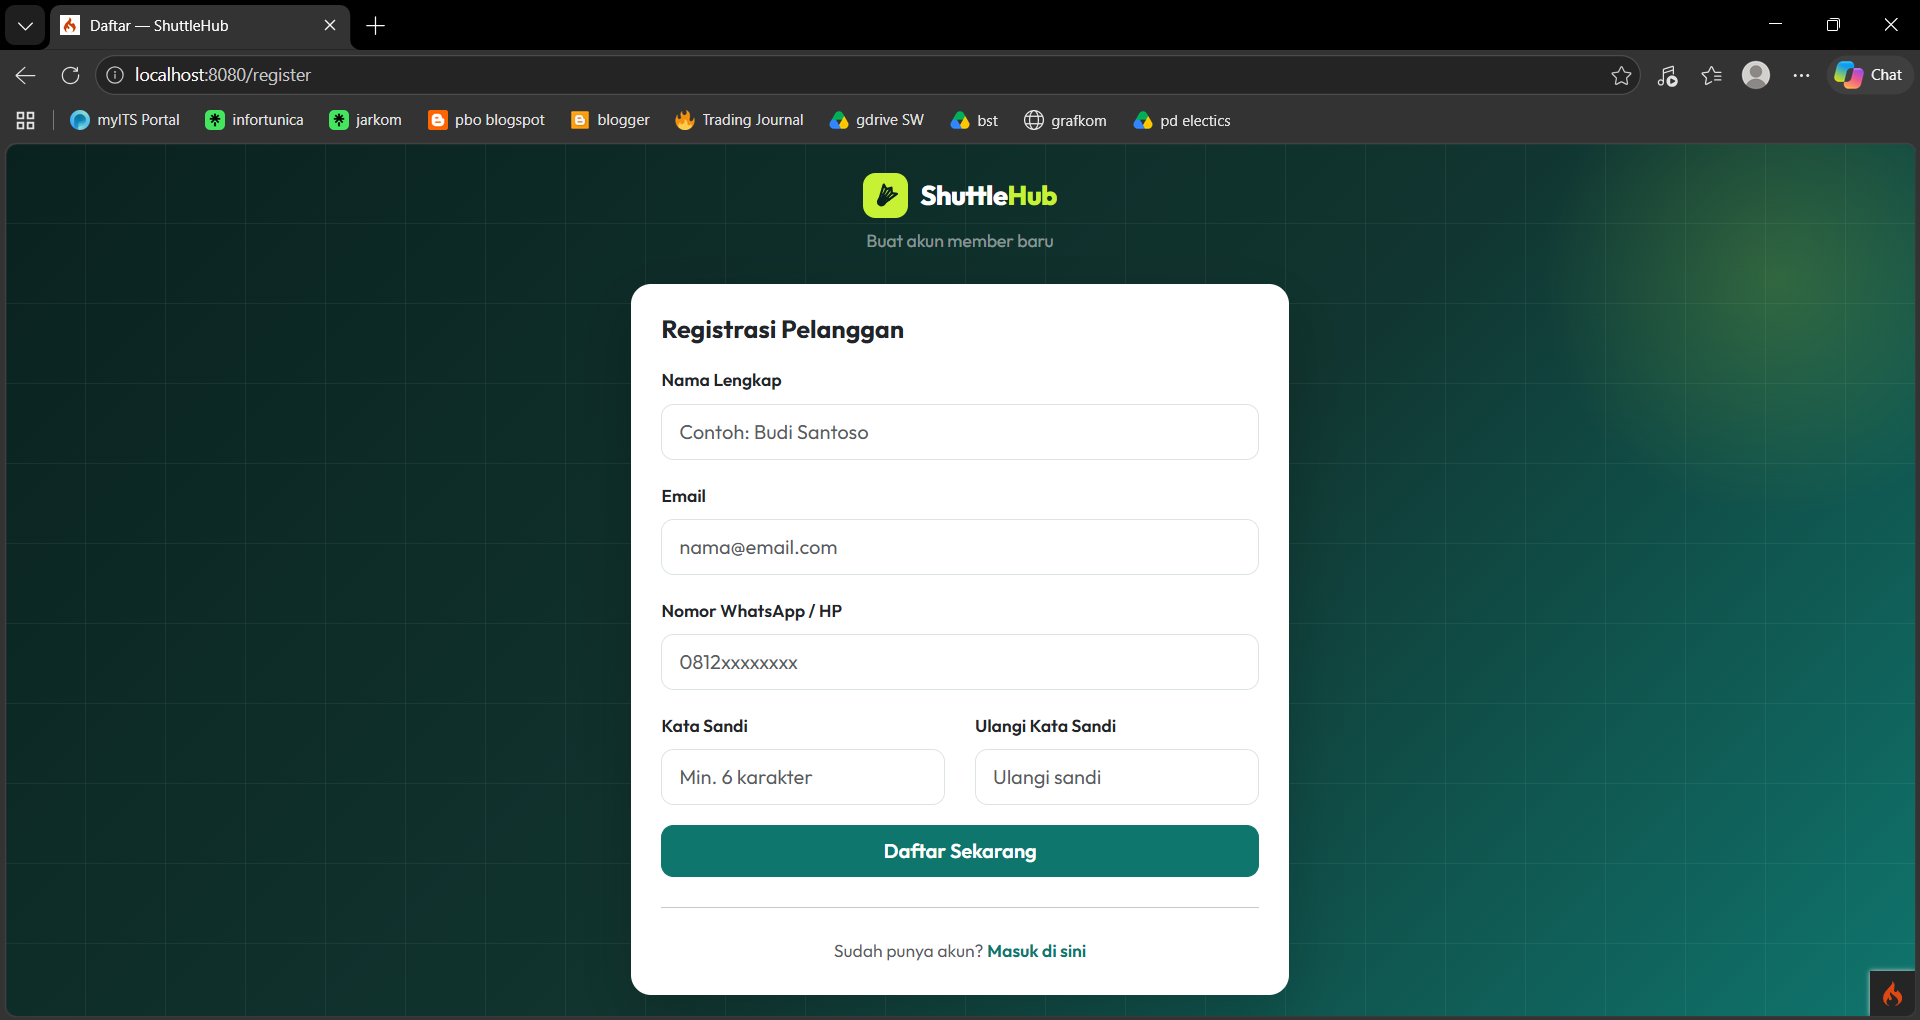 Daftar — ShuttleHub
localhost:8080/register
Chat
myITS Portal
infortunica
jarkom
pbo blogspot
blogger
Trading Journal
gdrive SW
bst
grafkom
pd electics
ShuttleHub
Buat akun member baru
Registrasi Pelanggan
Nama Lengkap
Contoh: Budi Santoso
Email
nama@email.com
Nomor WhatsApp / HP
0812xxxxxxxx
Kata Sandi
Ulangi Kata Sandi
Min. 6 karakter
Ulangi sandi
Daftar Sekarang
Sudah punya akun? Masuk di sini